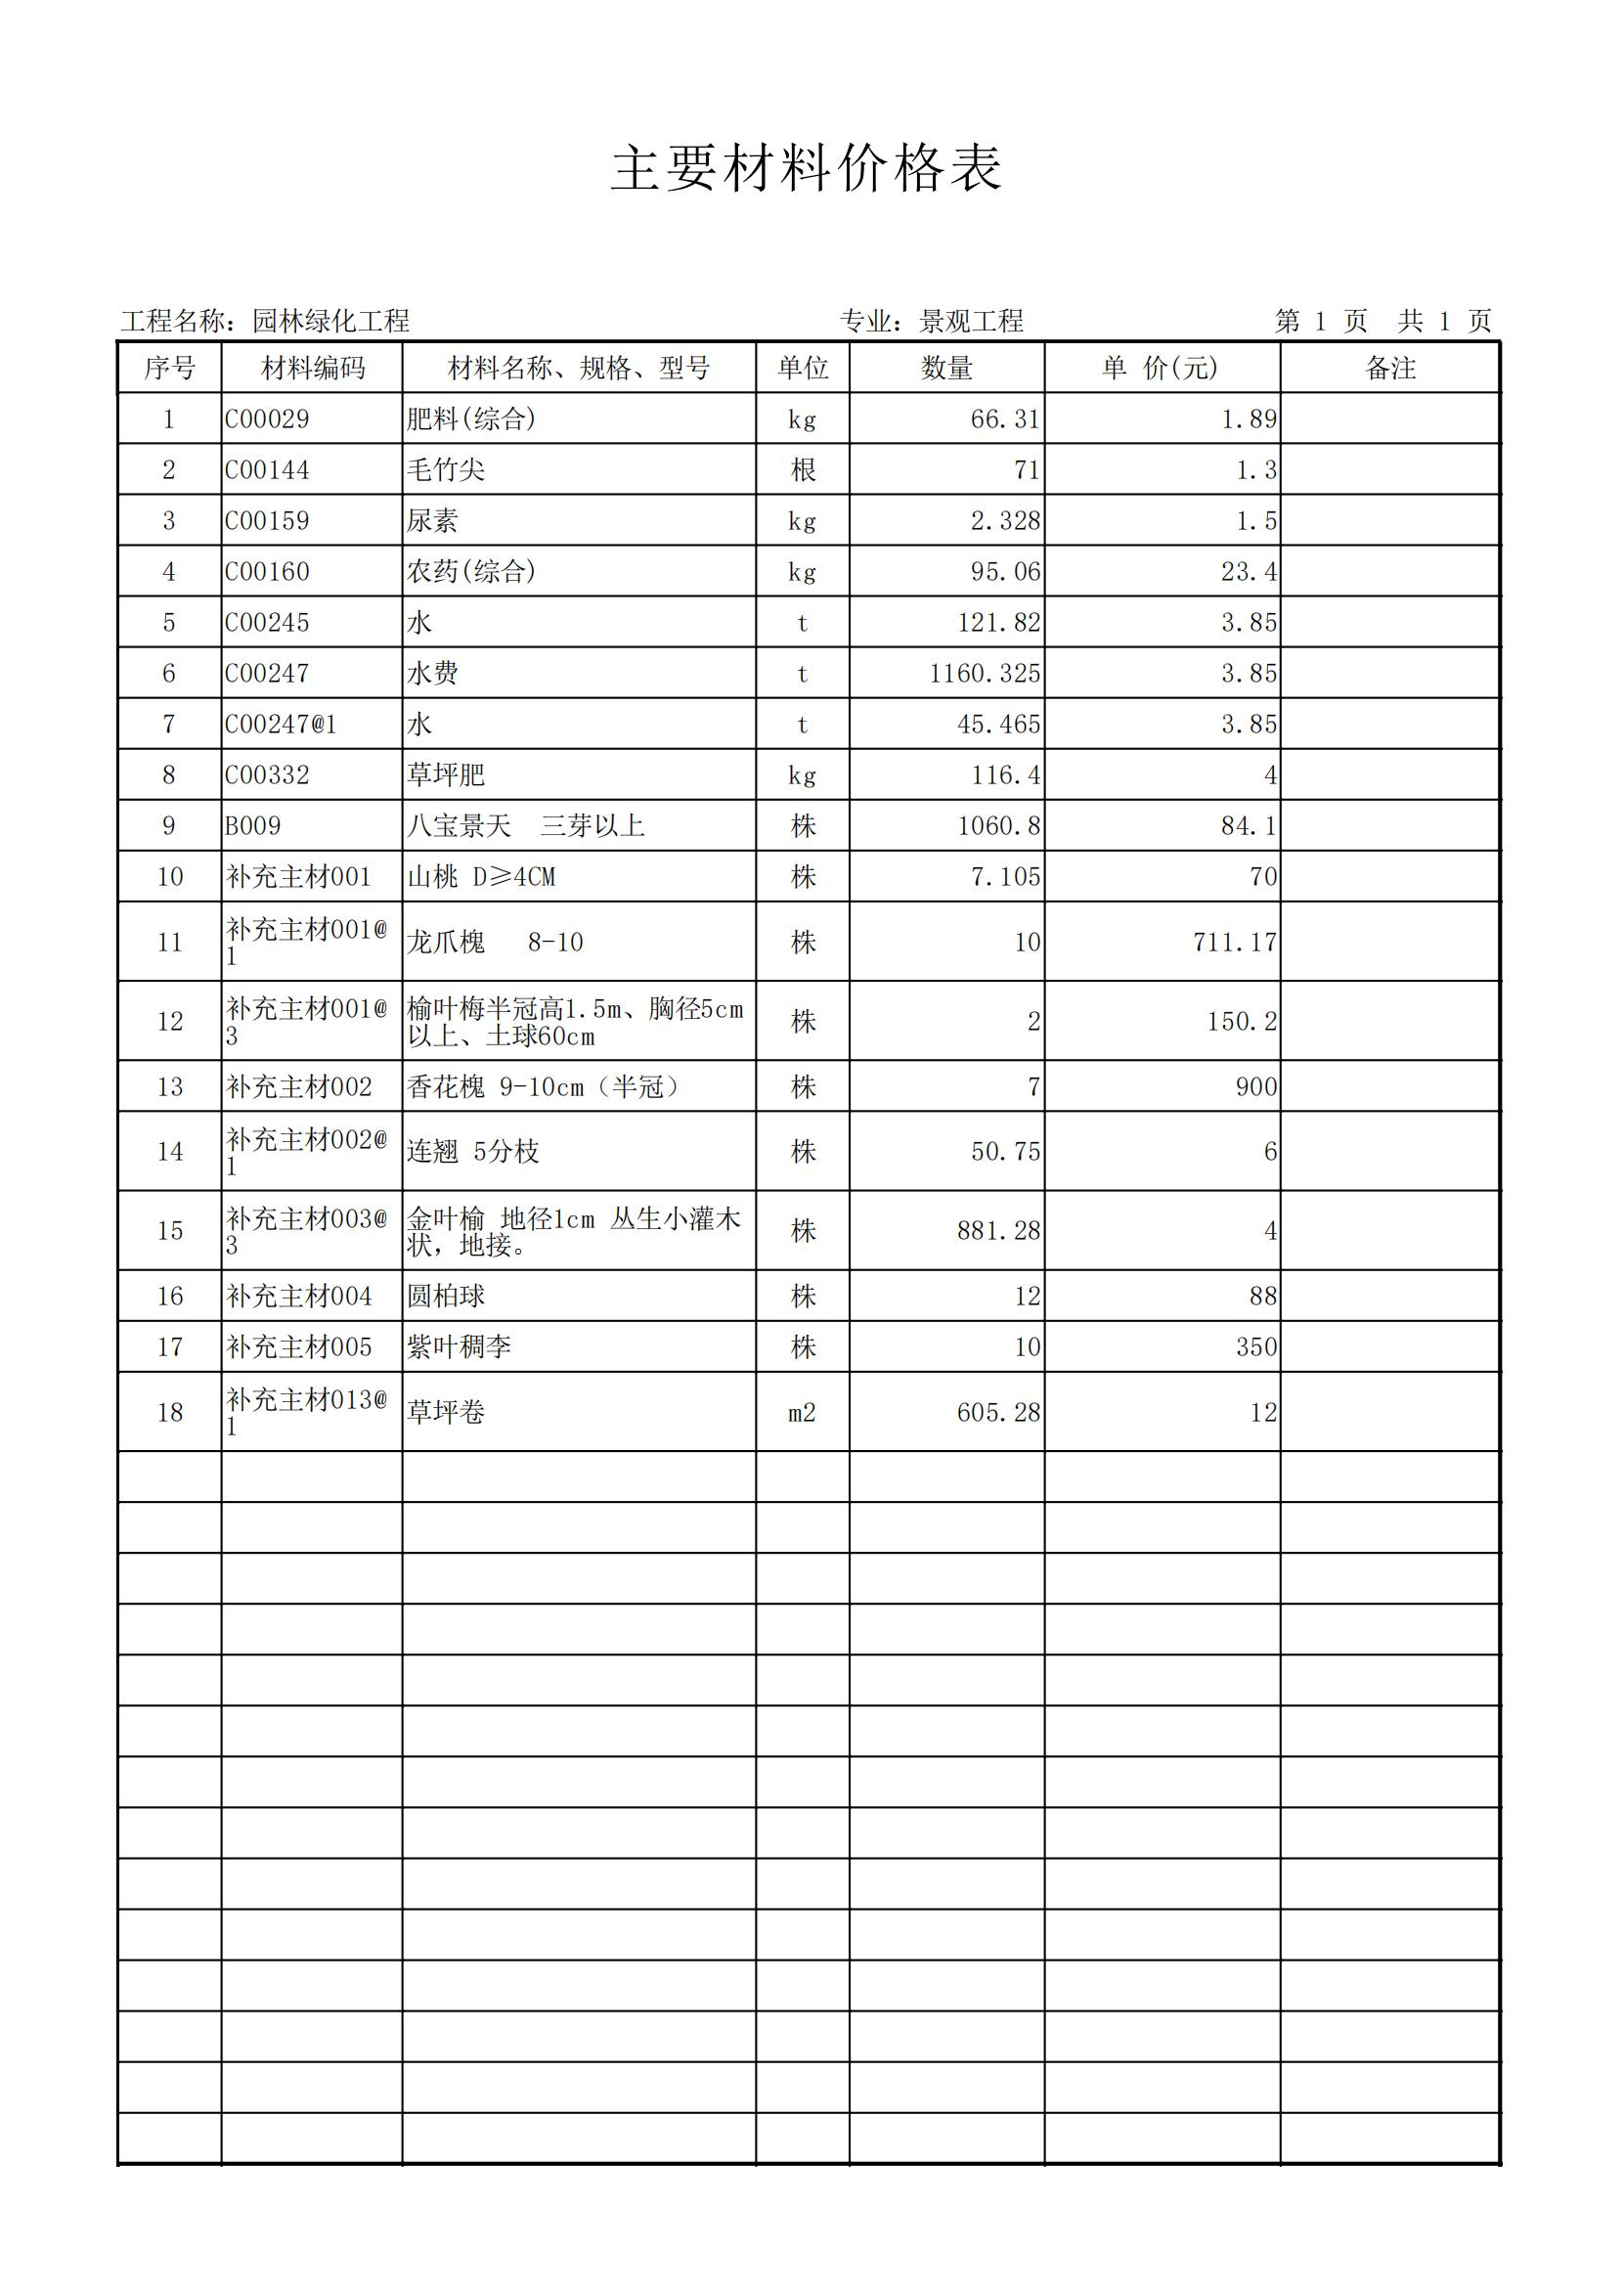 主要材料价格表
工程名称：园林绿化工程 专业：景观工程 第 1 页 共 1 页
序号 材料编码 材料名称、规格、型号 单位 数量 单 价(元) 备注
1 C00029 肥料(综合) kg 66.31 1.89
2 C00144 毛竹尖 根 71 1.3
3 C00159 尿素 kg 2.328 1.5
4 C00160 农药(综合) kg 95.06 23.4
5 C00245 水 t 121.82 3.85
6 C00247 水费 t 1160.325 3.85
7 C00247@1 水 t 45.465 3.85
8 C00332 草坪肥 kg 116.4 4
9 B009 八宝景天 三芽以上 株 1060.8 84.1
10 补充主材001 山桃 D≥4CM 株 7.105 70
11 补充主材001@
1 龙爪槐 8-10 株 10 711.17
12 补充主材001@
3 榆叶梅半冠高1.5m、胸径5cm
以上、土球60cm 株 2 150.2
13 补充主材002 香花槐 9-10cm（半冠） 株 7 900
14 补充主材002@
1 连翘 5分枝 株 50.75 6
15 补充主材003@
3 金叶榆 地径1cm 丛生小灌木
状，地接。 株 881.28 4
16 补充主材004 圆柏球 株 12 88
17 补充主材005 紫叶稠李 株 10 350
18 补充主材013@
1 草坪卷 m2 605.28 12